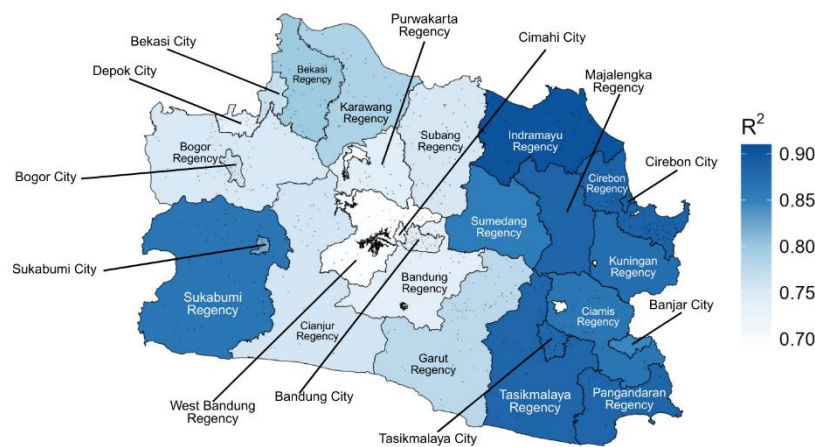 Purwakarta
Regency
Cimahi City
Bekasi City
Majalengka
Regency
Depok City
Bekasi
Regency
Karawang
Regency
Subang
Regency
Indramayu
Regency
R²
0.90
0.85
0.80
0.75
0.70
Bogor
Regency
Cirebon City
Cirebon
Regency
Bogor City
Sumedang
Regency
Kuningan
Regency
Sukabumi City
Bandung
Regency
Sukabumi
Regency
Ciamis
Regency
Banjar City
Cianjur
Regency
Garut
Regency
Tasikmalaya
Regency
Pangandaran
Regency
West Bandung
Regency
Bandung City
Tasikmalaya City